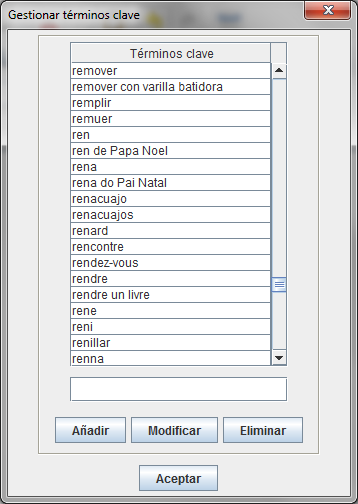 Gestionar términos clave
Términos clave
remover
remover con varilla batidora
remplir
remuer
ren
ren de Papa Noel
rena
rena do Pai Natal
renacuajo
renacuajos
renard
rencontre
rendez-vous
rendre
rendre un livre
rene
reni
renillar
renna
Añadir
Modificar
Eliminar
Aceptar